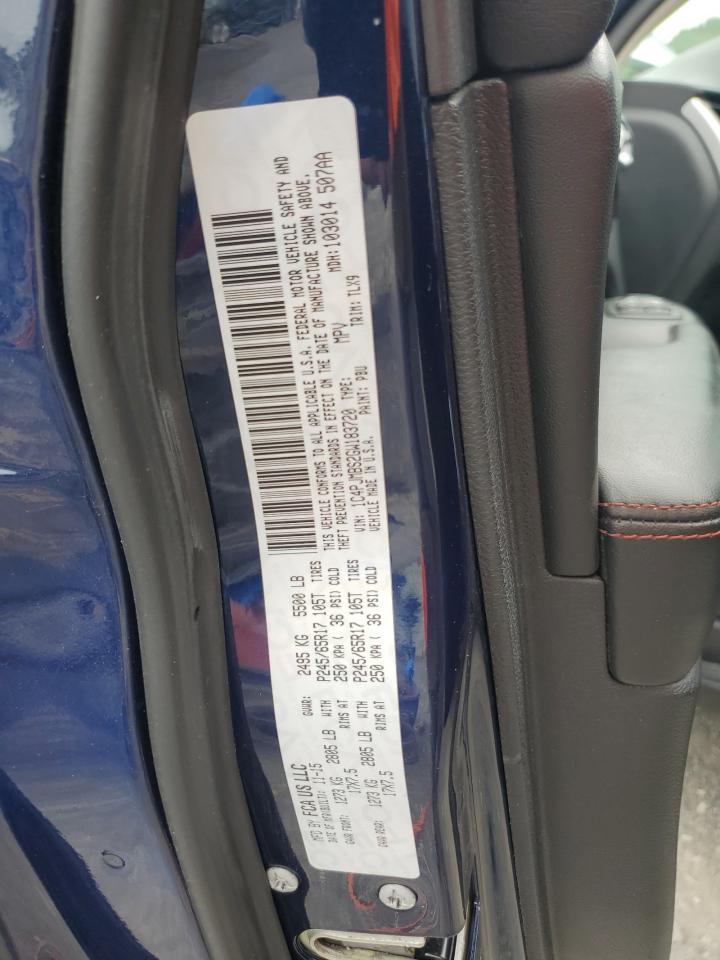 MFD BY FCA US LLC
DATE OF MFR(BUILT): 11-15 GVWR: 2495 KG 5500 LB
GAWR FRONT: 1273 KG 2805 LB WITH P245/65R17 105T TIRES
17X7.5 RIMS AT 250 KPA ( 36 PSI) COLD
GAWR REAR: 1273 KG 2805 LB WITH P245/65R17 105T TIRES
17X7.5 RIMS AT 250 KPA ( 36 PSI) COLD
THIS VEHICLE CONFORMS TO ALL APPLICABLE U.S.A. FEDERAL MOTOR VEHICLE SAFETY AND
THEFT PREVENTION STANDARDS IN EFFECT ON THE DATE OF MANUFACTURE SHOWN ABOVE.
VIN: 1C4PJMBS2GW183720 TYPE: MPV MDH: 103014 507AA
VEHICLE MADE IN U.S.A. PAINT: PBU TRIM: TLX9